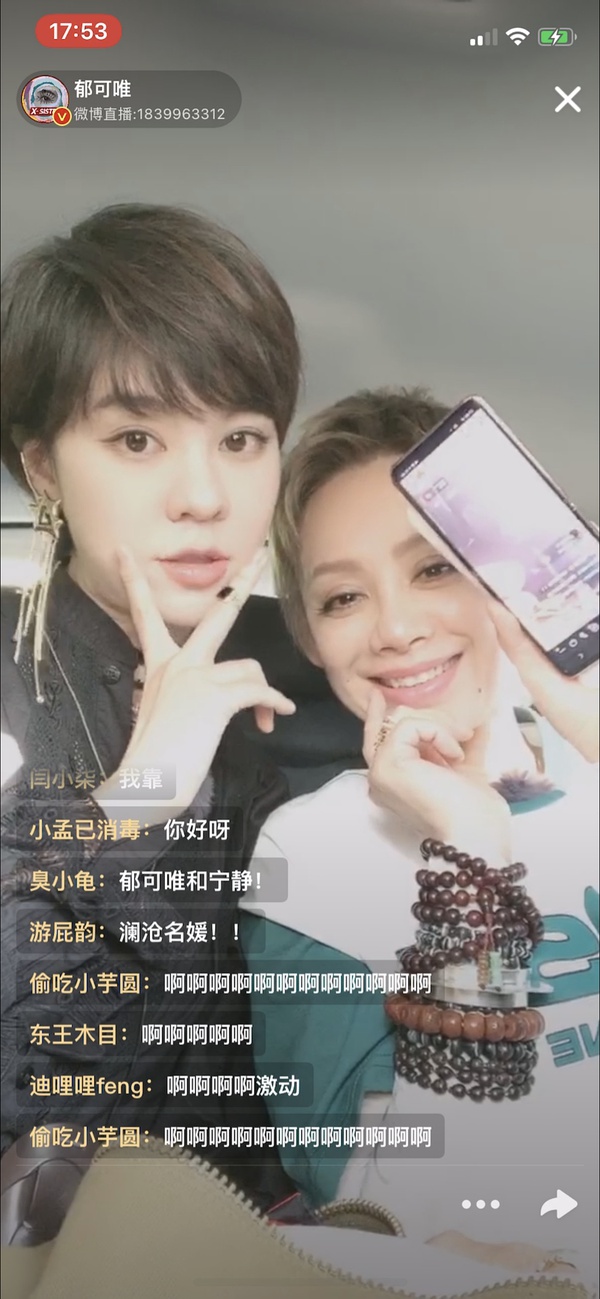 17:53
郁可唯
微博直播:1839963312
X-SIST
闫小柒：我靠
小孟已消毒：你好呀
臭小龟：郁可唯和宁静！
游屁韵：澜沧名媛！！
偷吃小芋圆：啊啊啊啊啊啊啊啊啊啊啊啊
东王木目：啊啊啊啊啊
迪哩哩feng：啊啊啊啊激动
偷吃小芋圆：啊啊啊啊啊啊啊啊啊啊啊啊